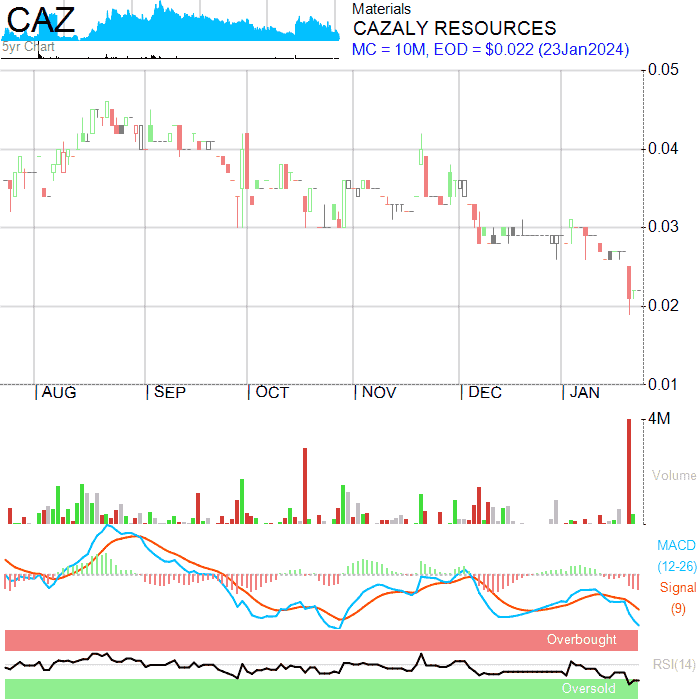 CAZ
5yr Chart
Materials
CAZALY RESOURCES
MC = 10M, EOD = $0.022 (23Jan2024)
0.05
0.04
0.03
0.02
0.01
AUG SEP OCT NOV DEC JAN
4M
Volume
MACD
(12-26)
Signal
(9)
Overbought
RSI(14)
Oversold